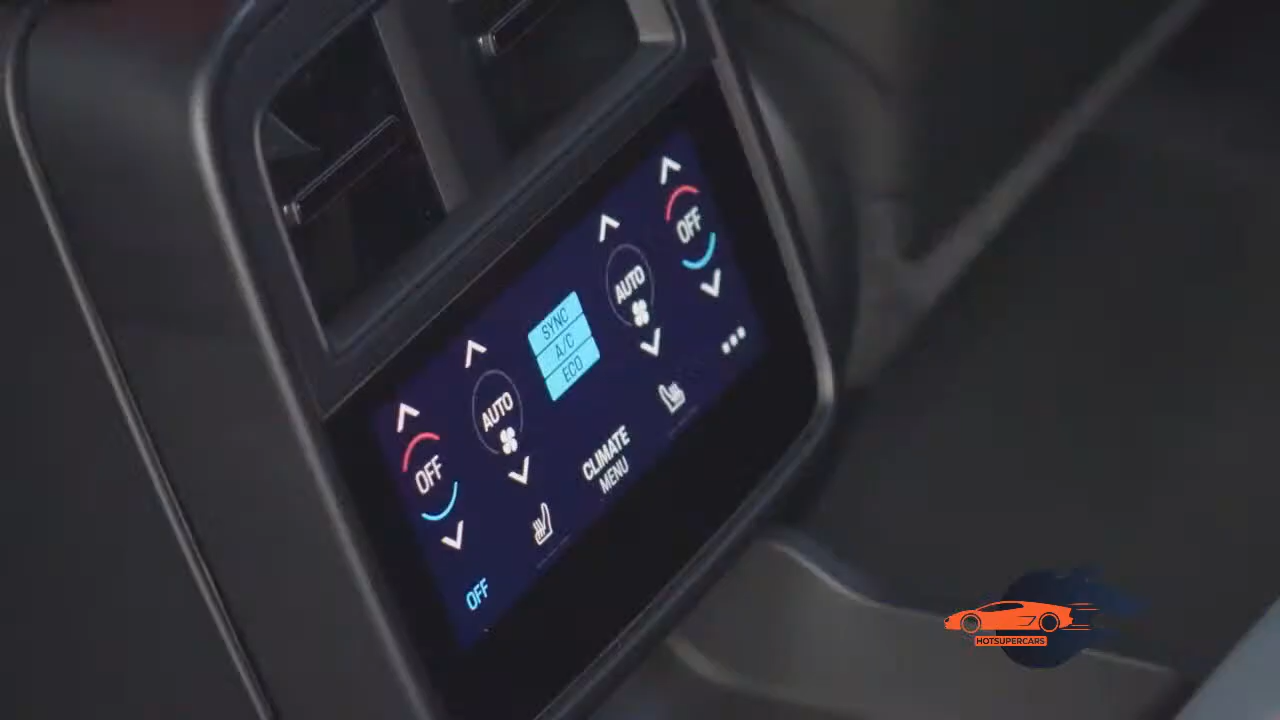 OFF
AUTO
SYNC
A/C
ECO
AUTO
OFF
CLIMATE
MENU
OFF
HOTSUPERCARS